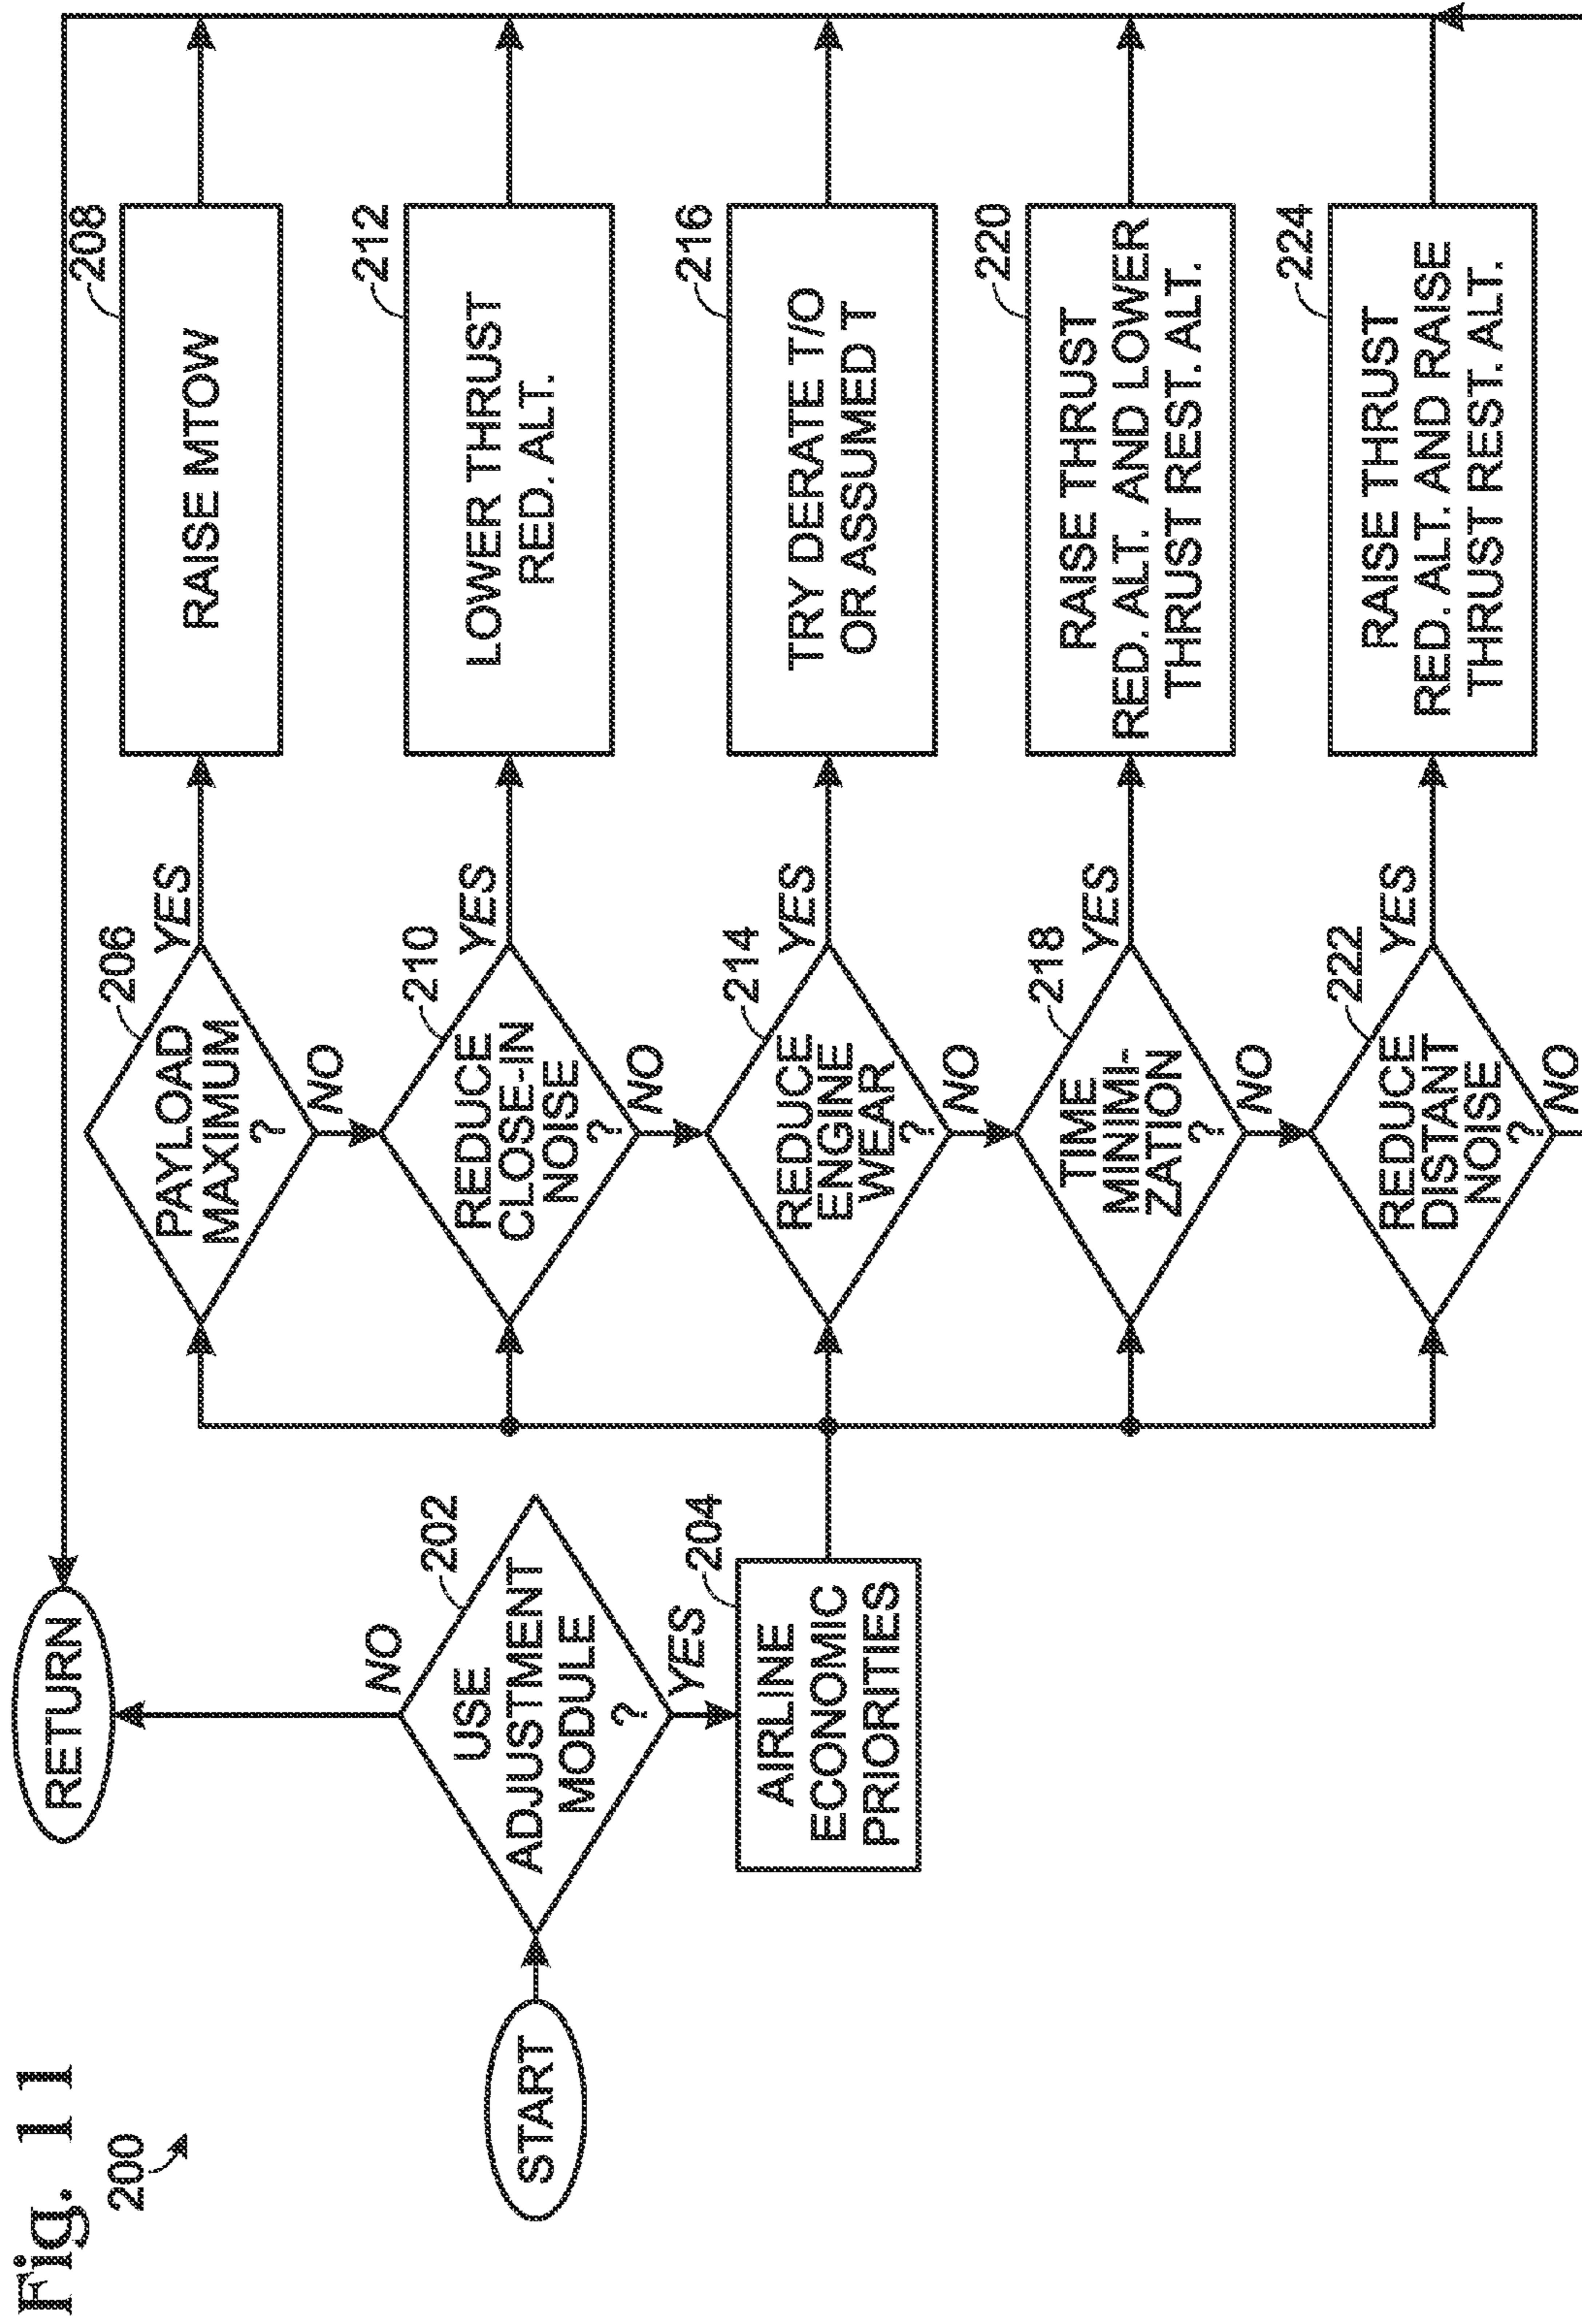 Fig. 11
200
START
RETURN
NO
202
USE
ADJUSTMENT
MODULE
?
YES
204
AIRLINE
ECONOMIC
PRIORITIES
206
PAYLOAD
MAXIMUM
?
YES
NO
208
RAISE MTOW
210
REDUCE
CLOSE-IN
NOISE
?
YES
NO
212
LOWER THRUST
RED. ALT.
214
REDUCE
ENGINE
WEAR
?
YES
NO
216
TRY DERATE T/O
OR ASSUMED T
218
TIME
MINIMI-
ZATION
?
YES
NO
220
RAISE THRUST
RED. ALT. AND LOWER
THRUST REST. ALT.
222
REDUCE
DISTANT
NOISE
?
YES
NO
224
RAISE THRUST
RED. ALT. AND RAISE
THRUST REST. ALT.